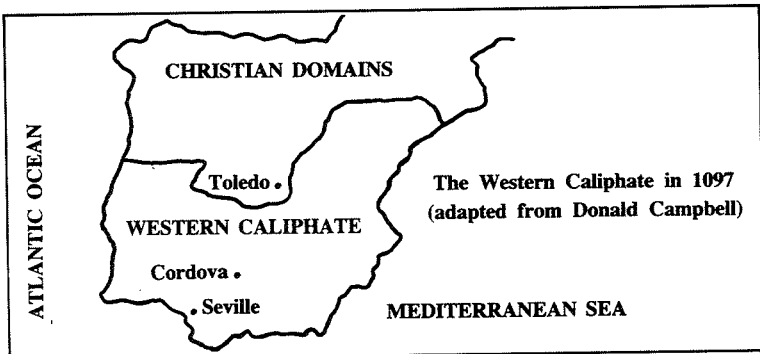 CHRISTIAN DOMAINS
ATLANTIC OCEAN
Toledo
The Western Caliphate in 1097
(adapted from Donald Campbell)
WESTERN CALIPHATE
Cordova
Seville
MEDITERRANEAN SEA